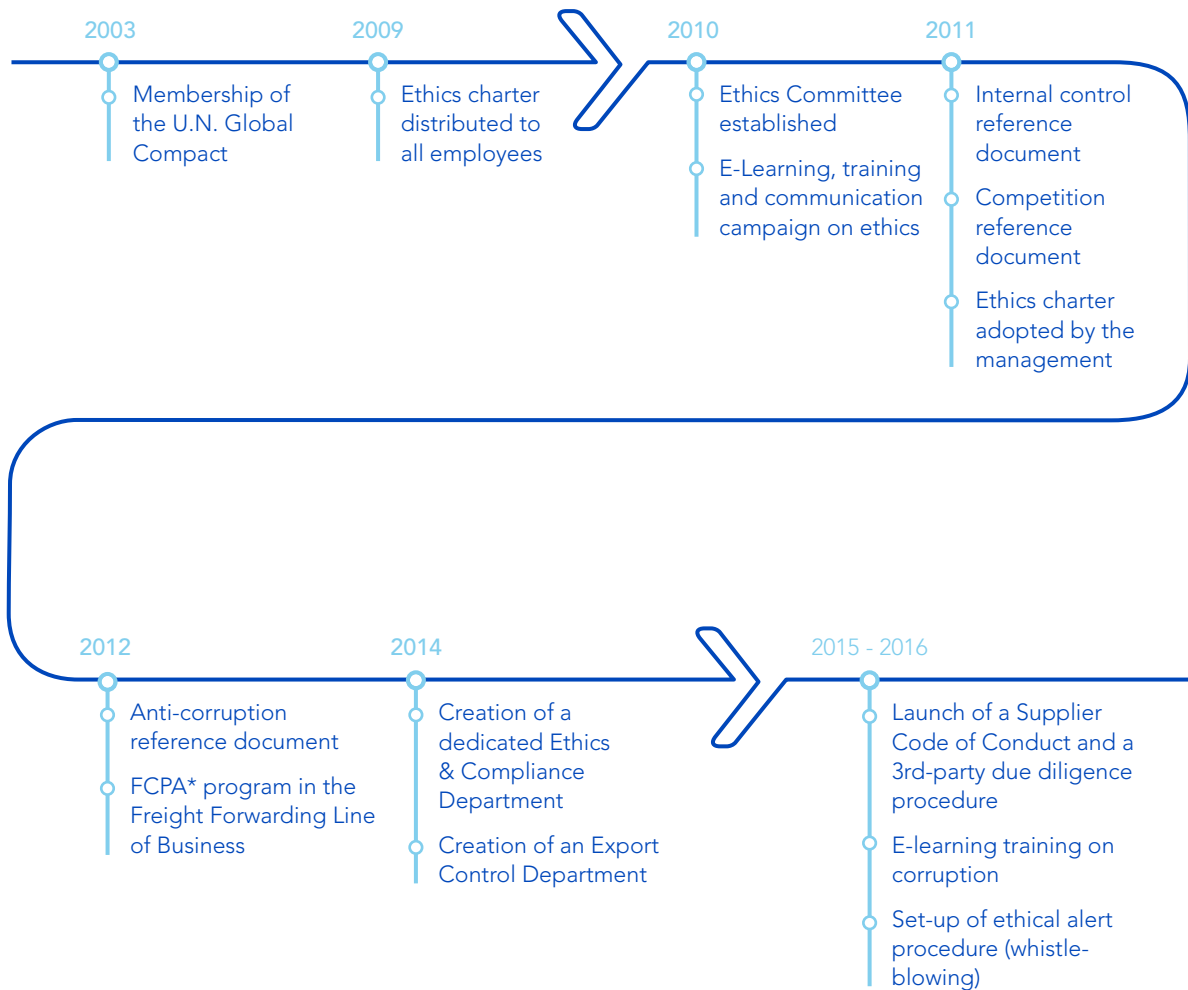 2003
Membership of
the U.N. Global
Compact
2009
Ethics charter
distributed to
all employees
2010
Ethics Committee
established
E-Learning, training
and communication
campaign on ethics
2011
Internal control
reference
document
Competition
reference
document
Ethics charter
adopted by the
management
2012
Anti-corruption
reference document
FCPA* program in the
Freight Forwarding Line
of Business
2014
Creation of a
dedicated Ethics
& Compliance
Department
Creation of an Export
Control Department
2015 - 2016
Launch of a Supplier
Code of Conduct and a
3rd-party due diligence
procedure
E-learning training on
corruption
Set-up of ethical alert
procedure (whistle-
blowing)